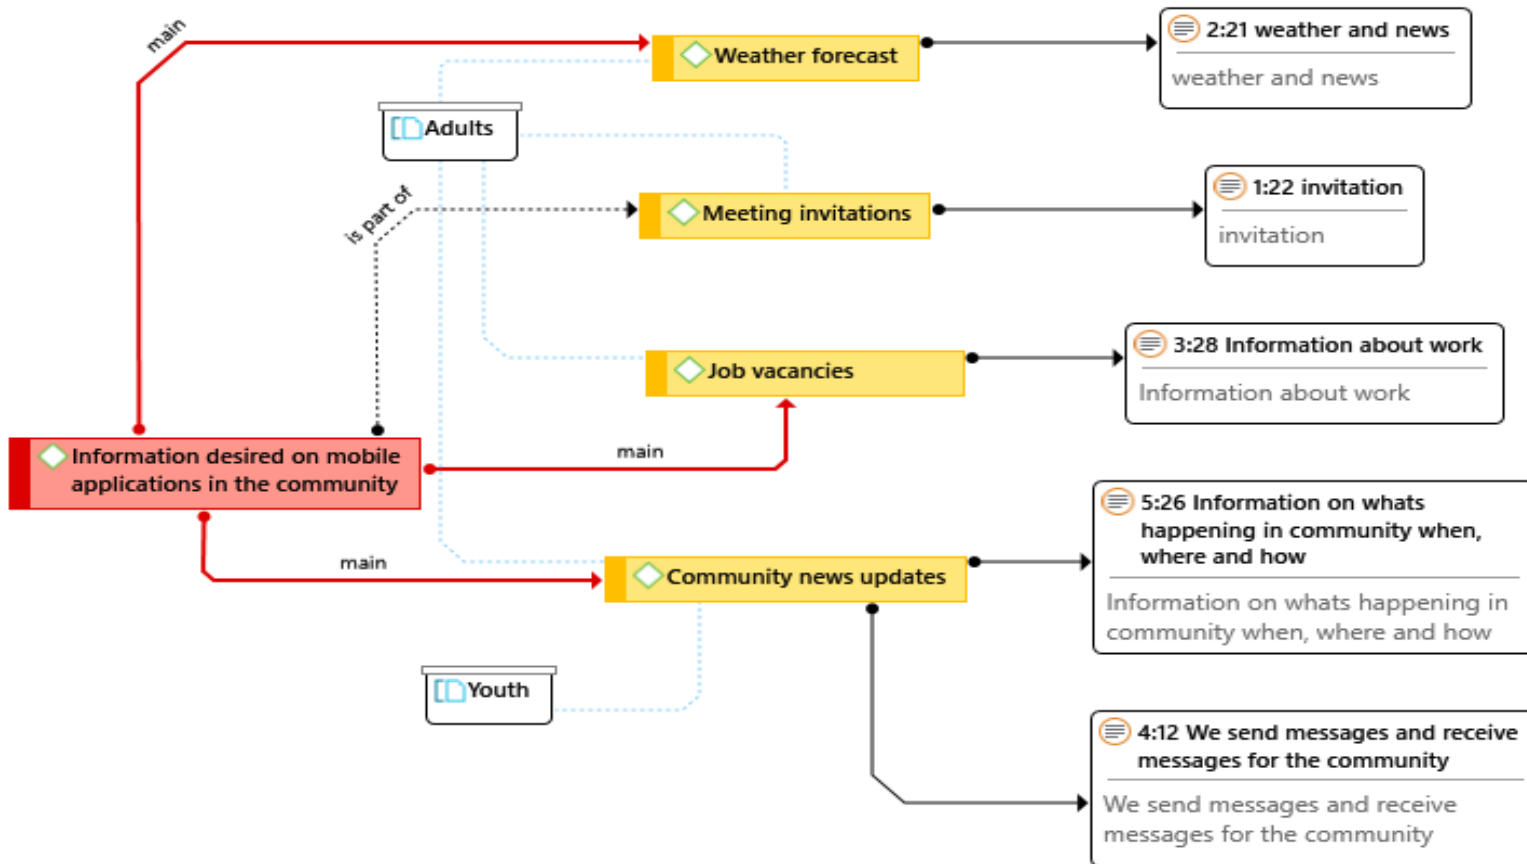 main
Weather forecast
2:21 weather and news
weather and news
Adults
is part of
Meeting invitations
1:22 invitation
invitation
Job vacancies
3:28 Information about work
Information about work
Information desired on mobile
applications in the community
main
main
Community news updates
5:26 Information on whats
happening in community when,
where and how
Information on whats happening in
community when, where and how
Youth
4:12 We send messages and receive
messages for the community
We send messages and receive
messages for the community